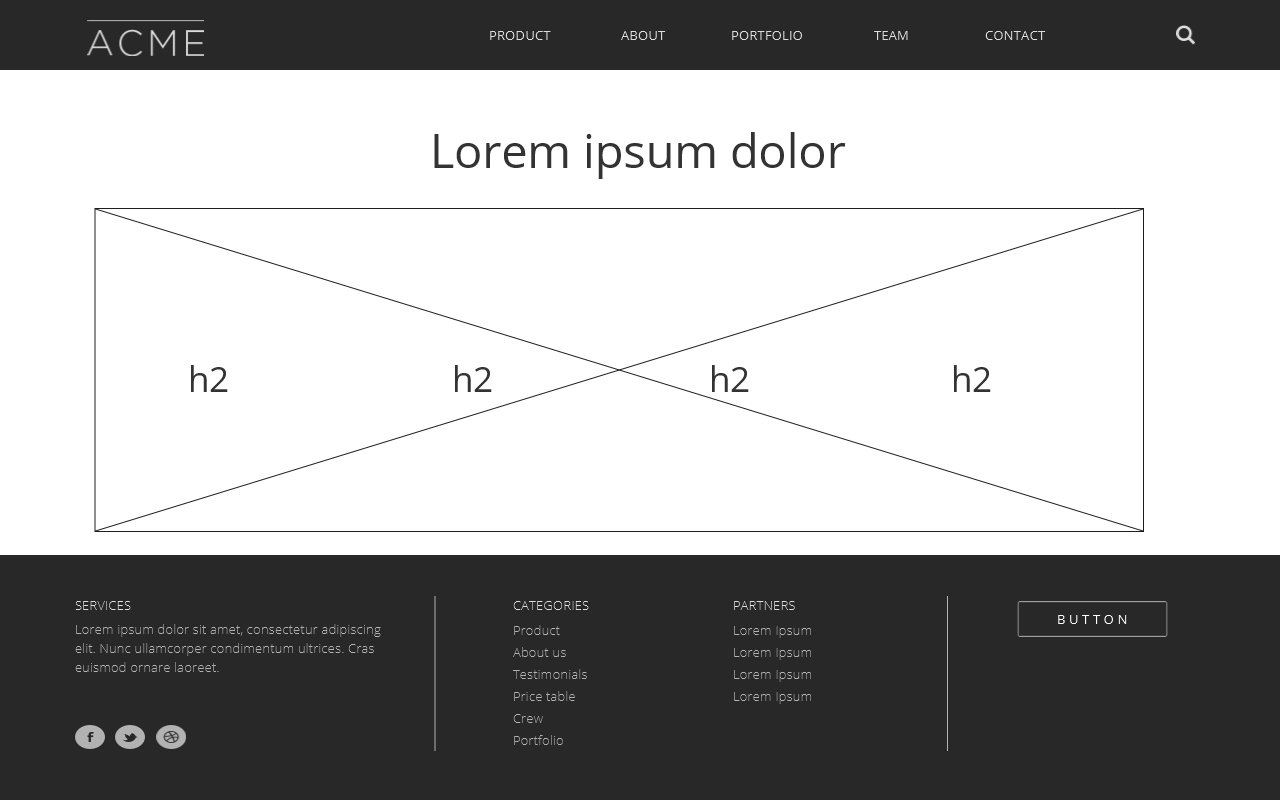 ACME
PRODUCT
ABOUT
PORTFOLIO
TEAM
CONTACT
Lorem ipsum dolor
h2
h2
h2
h2
SERVICES
Lorem ipsum dolor sit amet, consectetur adipiscing
elit. Nunc ullamcorper condimentum ultrices. Cras
euismod ornare laoreet.
CATEGORIES
Product
About us
Testimonials
Price table
Crew
Portfolio
PARTNERS
Lorem Ipsum
Lorem Ipsum
Lorem Ipsum
Lorem Ipsum
BUTTON